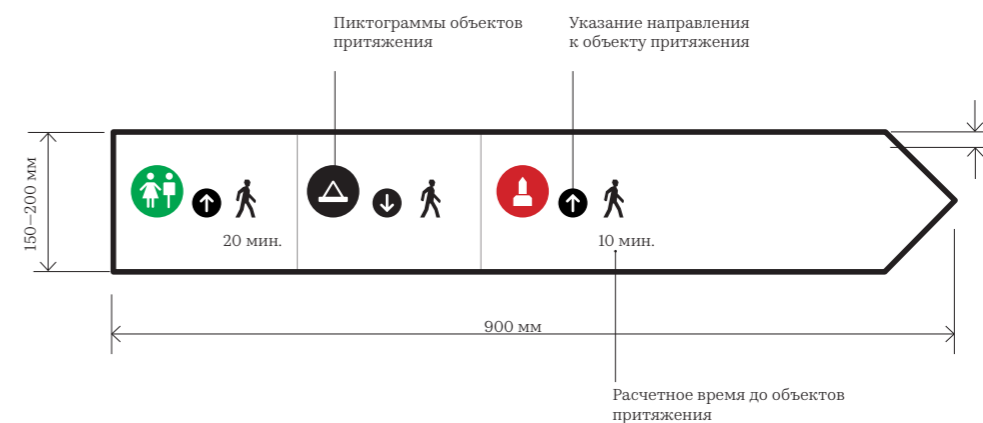 Пиктограммы объектов
притяжения
Указание направления
к объекту притяжения
150–200 мм
20 мин.
10 мин.
900 мм
Расчетное время до объектов
притяжения